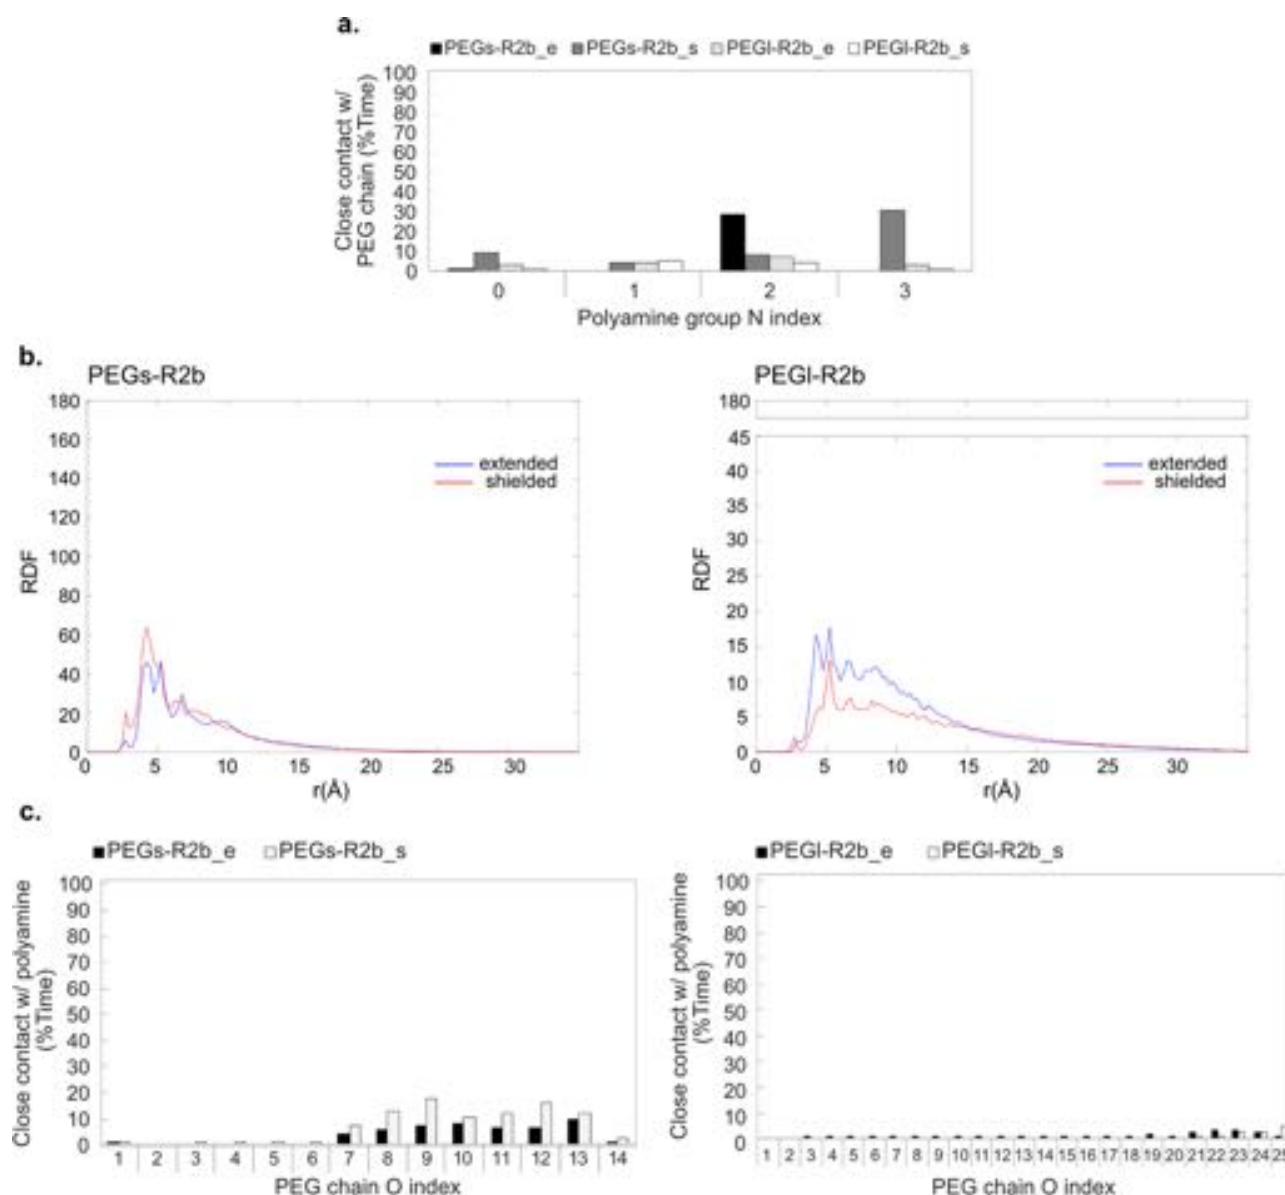 a.
PEGs-R2b_e PEGs-R2b_s PEGl-R2b_e PEGl-R2b_s
Close contact w/
PEG chain (%Time)
100
90
80
70
60
50
40
30
20
10
0
0 1 2 3
Polyamine group N index
b.
PEGs-R2b
RDF
180
160
140
120
100
80
60
40
20
0
extended
shielded
0 5 10 15 20 25 30
r(Å)
PEGl-R2b
RDF
180
45
40
35
30
25
20
15
10
5
0
extended
shielded
0 5 10 15 20 25 30
r(Å)
c.
PEGs-R2b_e PEGs-R2b_s
Close contact w/ polyamine
(%Time)
100
90
80
70
60
50
40
30
20
10
0
1 2 3 4 5 6 7 8 9 10 11 12 13 14
PEG chain O index
PEGl-R2b_e PEGl-R2b_s
Close contact w/ polyamine
(%Time)
100
90
80
70
60
50
40
30
20
10
0
1 2 3 4 5 6 7 8 9 10 11 12 13 14 15 16 17 18 19 20 21 22 23 24 25
PEG chain O index